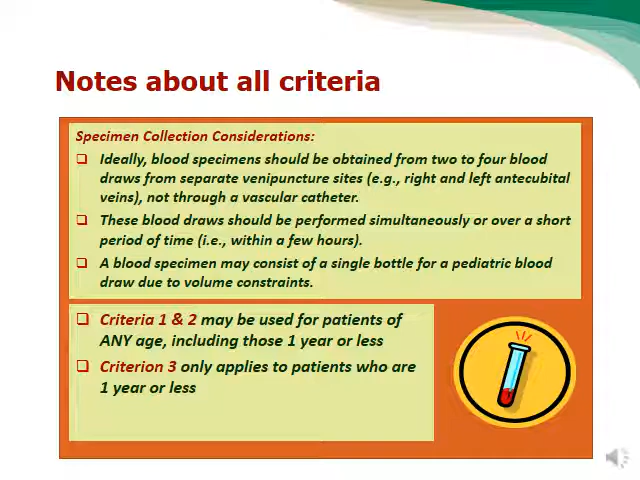 Notes about all criteria
Specimen Collection Considerations:
Ideally, blood specimens should be obtained from two to four blood
draws from separate venipuncture sites (e.g., right and left antecubital
veins), not through a vascular catheter.
These blood draws should be performed simultaneously or over a short
period of time (i.e., within a few hours).
A blood specimen may consist of a single bottle for a pediatric blood
draw due to volume constraints.
Criteria 1 & 2 may be used for patients of
ANY age, including those 1 year or less
Criterion 3 only applies to patients who are
1 year or less